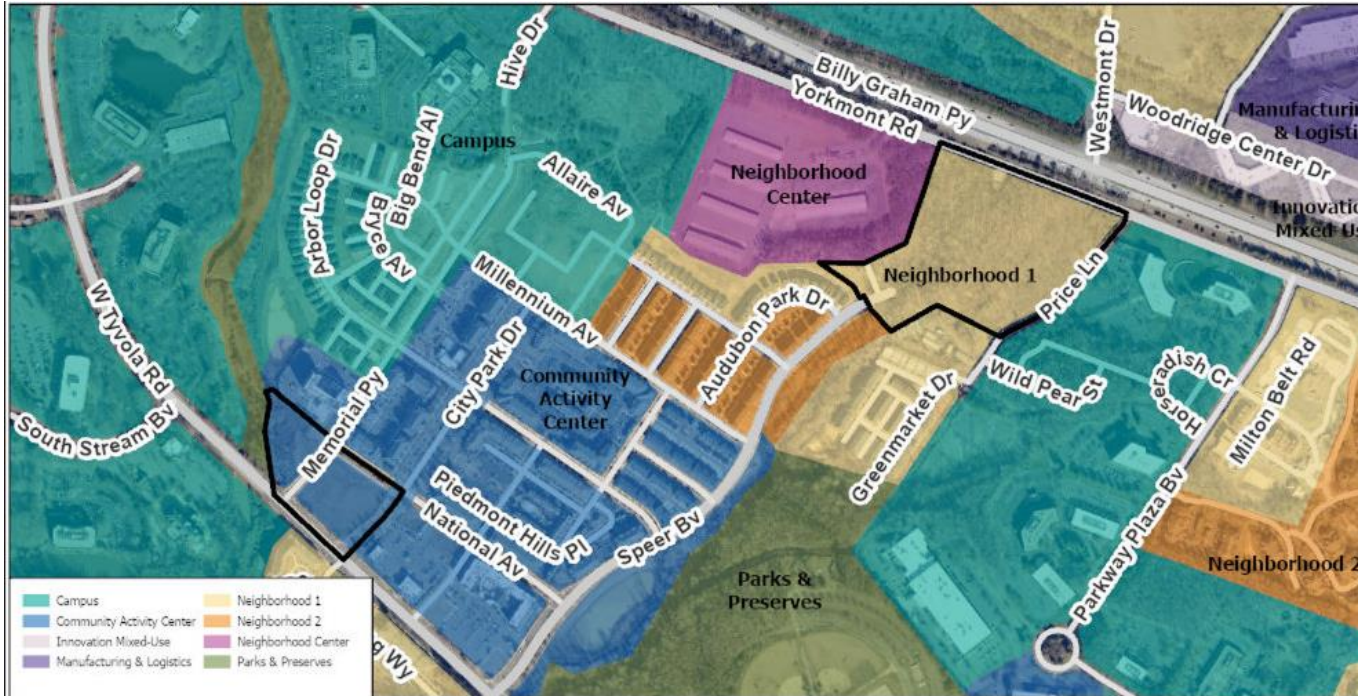 Hive Dr
Billy Graham Py
Yorkmont Rd
Westmont Dr
Woodridge Center Dr
Manufacturing
& Logisti
Campus
Big Bend Al
Arbor Loop Dr
Bryce Av
Allaire Av
Neighborhood
Center
Innovatio
Mixed-Us
Neighborhood 1
Price Ln
W Tyvola Rd
Millennium Av
Audubon Park Dr
City Park Dr
Community
Activity
Center
Memorial Py
South Stream Bv
Wild Pear St
Horseradish Cr
Milton Belt Rd
Greenmarket Dr
Piedmont Hills Pl
National Av
Speer Bv
Parks &
Preserves
Parkway Plaza Bv
Neighborhood 2
g Wy
Campus
Community Activity Center
Innovation Mixed-Use
Manufacturing & Logistics
Neighborhood 1
Neighborhood 2
Neighborhood Center
Parks & Preserves